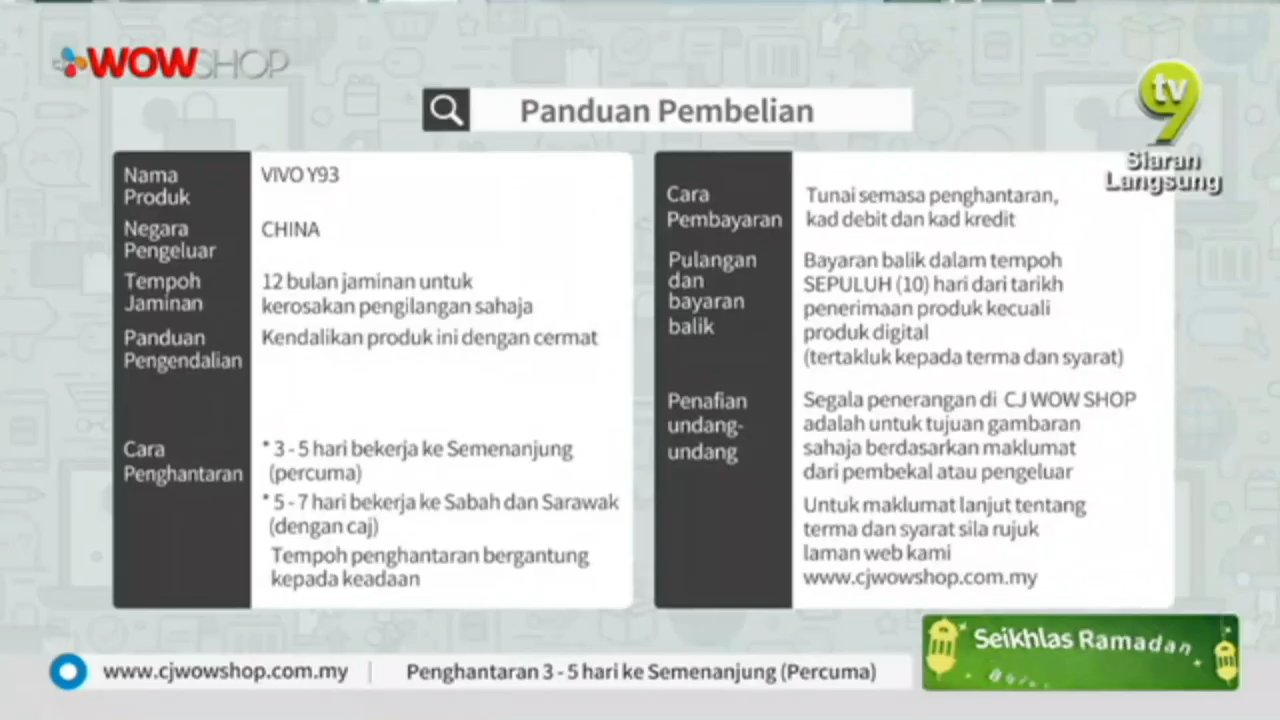 WOWSHOP
tv
9
Siaran
Langsung
Panduan Pembelian
Nama
Produk
VIVO Y93
Negara
Pengeluar
CHINA
Tempoh
Jaminan
12 bulan jaminan untuk
kerosakan pengilangan sahaja
Panduan
Pengendalian
Kendalikan produk ini dengan cermat
Cara
Penghantaran
* 3 - 5 hari bekerja ke Semenanjung
(percuma)
* 5 - 7 hari bekerja ke Sabah dan Sarawak
(dengan caj)
Tempoh penghantaran bergantung
kepada keadaan
Cara
Pembayaran
Tunai semasa penghantaran,
kad debit dan kad kredit
Pulangan
dan
bayaran
balik
Bayaran balik dalam tempoh
SEPULUH (10) hari dari tarikh
penerimaan produk kecuali
produk digital
(tertakluk kepada terma dan syarat)
Penafian
undang-
undang
Segala penerangan di CJ WOW SHOP
adalah untuk tujuan gambaran
sahaja berdasarkan maklumat
dari pembekal atau pengeluar
Untuk maklumat lanjut tentang
terma dan syarat sila rujuk
laman web kami
www.cjwowshop.com.my
www.cjwowshop.com.my | Penghantaran 3 - 5 hari ke Semenanjung (Percuma)
Seikhlas Ramadan